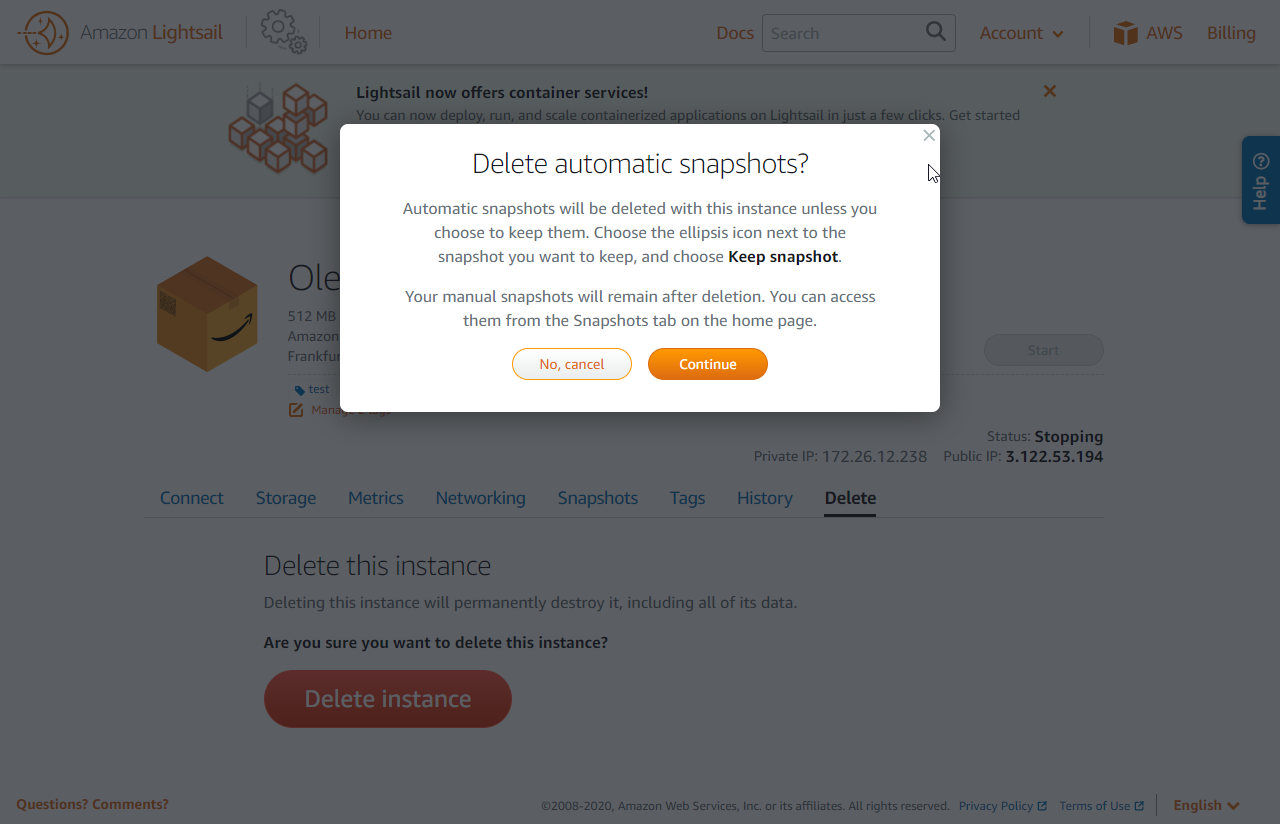 Amazon Lightsail
Home
Docs
Search
Account
AWS
Billing
Lightsail now offers container services!
You can now deploy, run, and scale containerized applications on Lightsail in just a few clicks. Get started
Help
Delete automatic snapshots?
Automatic snapshots will be deleted with this instance unless you
choose to keep them. Choose the ellipsis icon next to the
snapshot you want to keep, and choose Keep snapshot.
Your manual snapshots will remain after deletion. You can access
them from the Snapshots tab on the home page.
No, cancel
Continue
Ole
512 MB
Amazon
Frankfu
Start
test
Manage tags
Status: Stopping
Private IP: 172.26.12.238 Public IP: 3.122.53.194
Connect Storage Metrics Networking Snapshots Tags History Delete
Delete this instance
Deleting this instance will permanently destroy it, including all of its data.
Are you sure you want to delete this instance?
Delete instance
Questions? Comments?
©2008-2020, Amazon Web Services, Inc. or its affiliates. All rights reserved. Privacy Policy Terms of Use
English